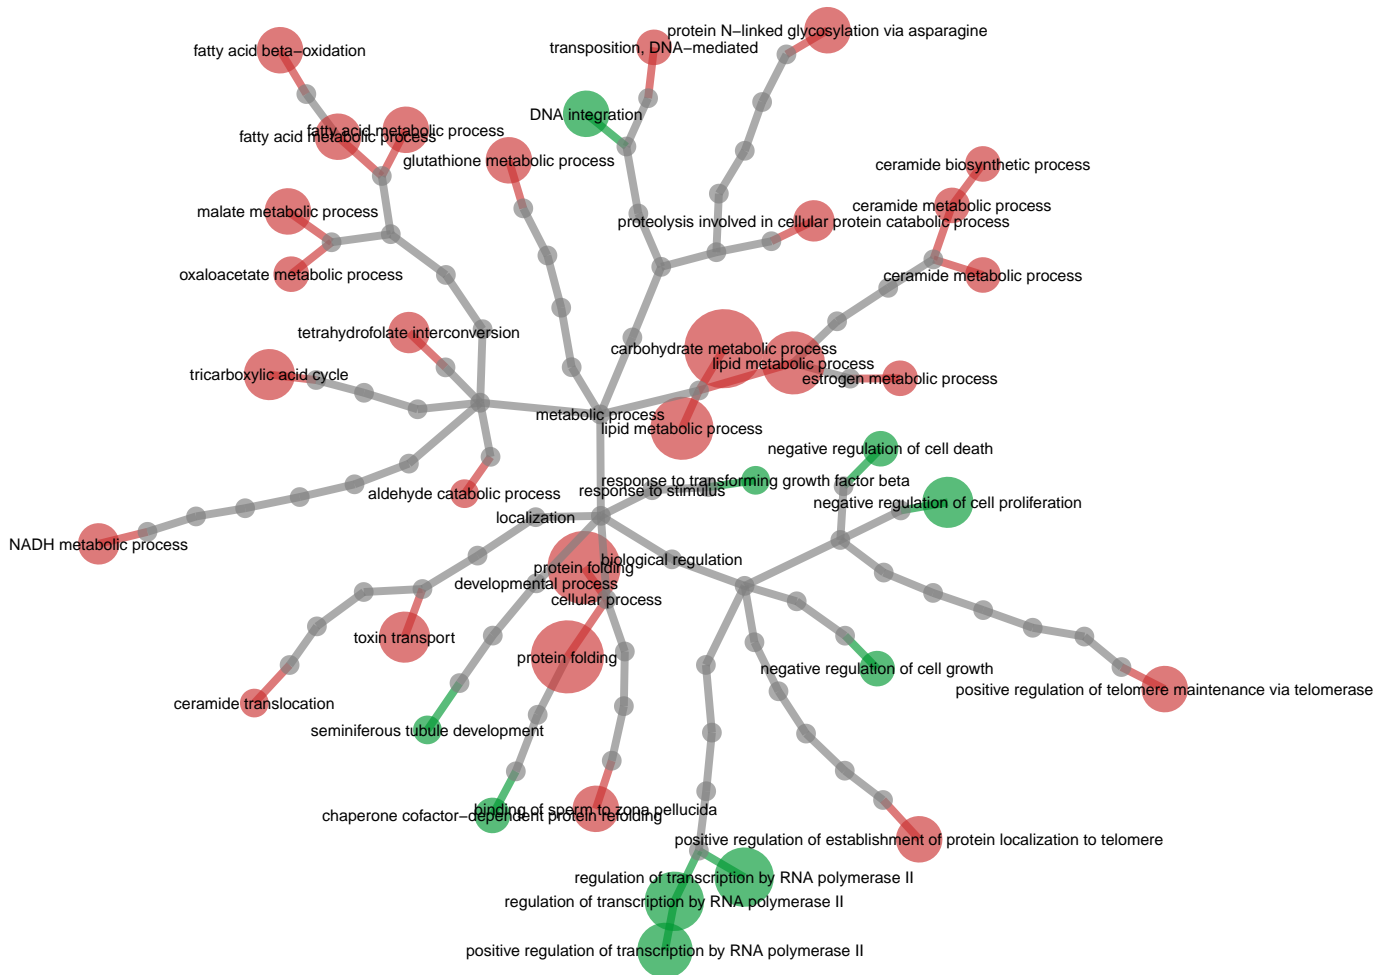 protein N−linked glycosylation via asparagine
transposition, DNA−mediated
fatty acid beta−oxidation
DNA integration
fatty acid metabolic process
fatty acid metabolic process
glutathione metabolic process
ceramide biosynthetic process
ceramide metabolic process
malate metabolic process
proteolysis involved in cellular protein catabolic process
oxaloacetate metabolic process
ceramide metabolic process
tetrahydrofolate interconversion
carbohydrate metabolic process
lipid metabolic process
tricarboxylic acid cycle
estrogen metabolic process
metabolic process
lipid metabolic process
negative regulation of cell death
response to transforming growth factor beta
response to stimulus
aldehyde catabolic process
negative regulation of cell proliferation
localization
NADH metabolic process
biological regulation
protein folding
developmental process
cellular process
toxin transport
protein folding
negative regulation of cell growth
positive regulation of telomere maintenance via telomerase
ceramide translocation
seminiferous tubule development
binding of sperm to zona pellucida
chaperone cofactor−dependent protein refolding
positive regulation of establishment of protein localization to telomere
regulation of transcription by RNA polymerase II
regulation of transcription by RNA polymerase II
positive regulation of transcription by RNA polymerase II